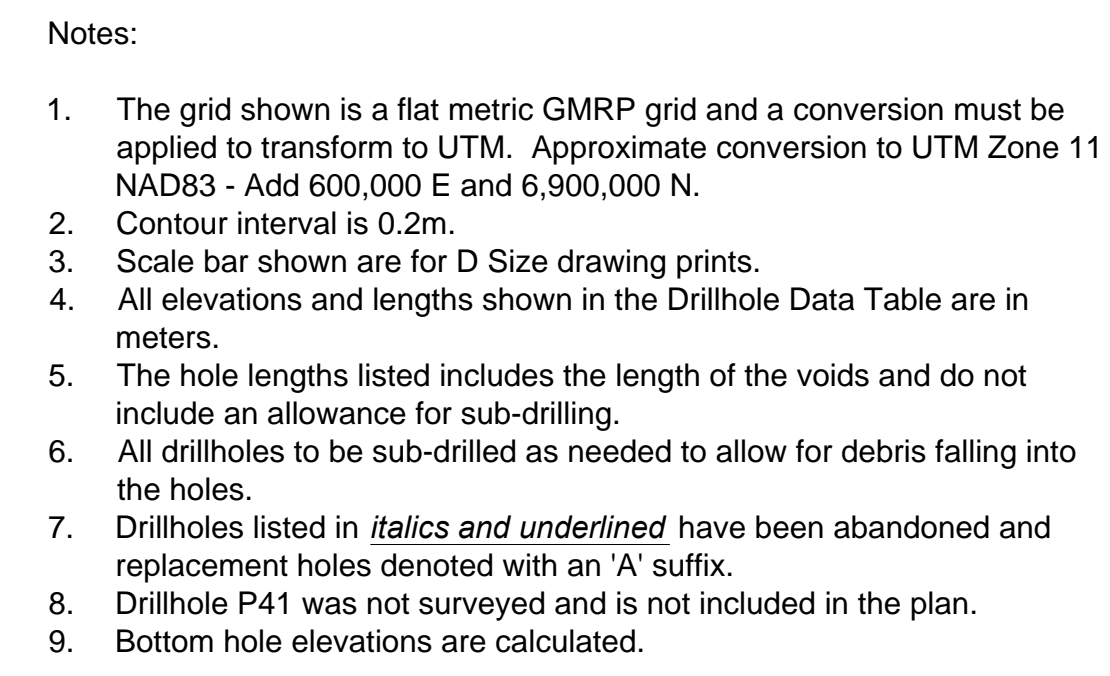 Notes:
1. The grid shown is a flat metric GMRP grid and a conversion must be
applied to transform to UTM.  Approximate conversion to UTM Zone 11
NAD83 - Add 600,000 E and 6,900,000 N.
2. Contour interval is 0.2m.
3. Scale bar shown are for D Size drawing prints.
4. All elevations and lengths shown in the Drillhole Data Table are in
meters.
5. The hole lengths listed includes the length of the voids and do not
include an allowance for sub-drilling.
6. All drillholes to be sub-drilled as needed to allow for debris falling into
the holes.
7. Drillholes listed in italics and underlined have been abandoned and
replacement holes denoted with an 'A' suffix.
8. Drillhole P41 was not surveyed and is not included in the plan.
9. Bottom hole elevations are calculated.